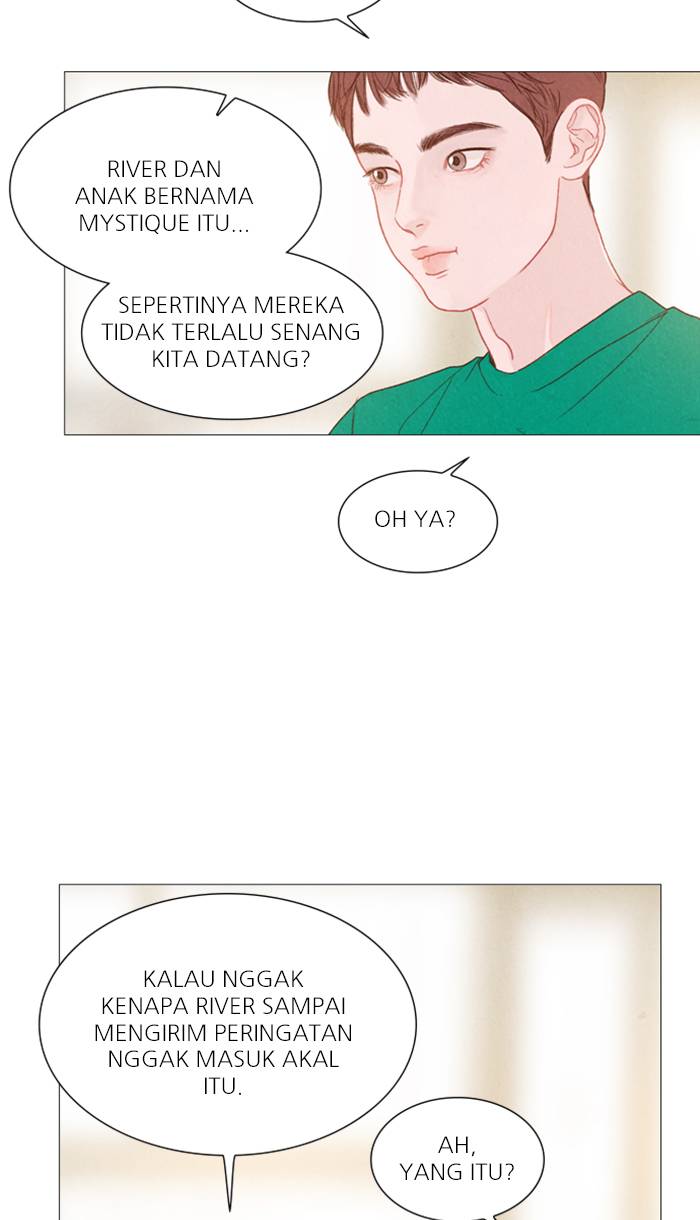 RIVER DAN
ANAK BERNAMA
MYSTIQUE ITU...
SEPERTINYA MEREKA
TIDAK TERLALU SENANG
KITA DATANG?
OH YA?
KALAU NGGAK
KENAPA RIVER SAMPAI
MENGIRIM PERINGATAN
NGGAK MASUK AKAL
ITU.
AH,
YANG ITU?